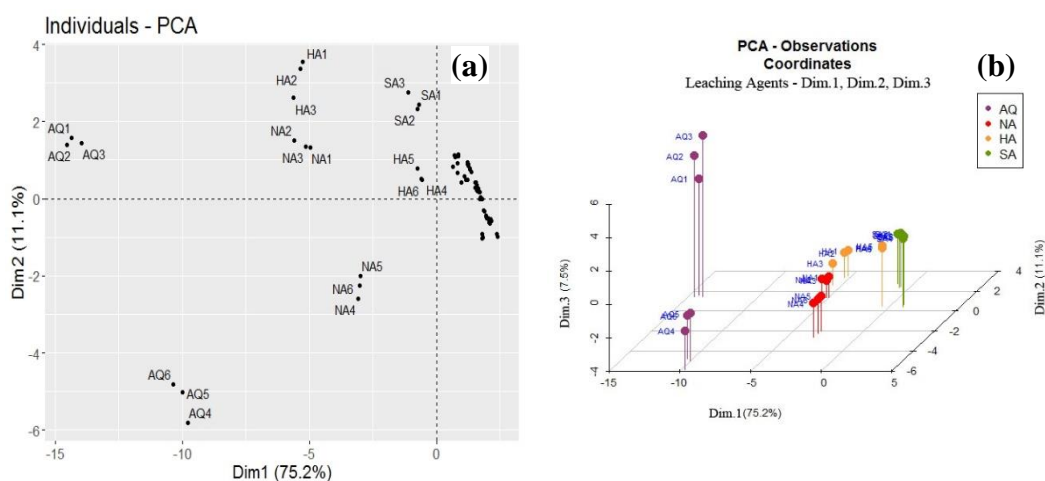 Individuals - PCA
(a)
4
2
0
-2
-4
-6
Dim2 (11.1%)
HA1
HA2
HA3
SA3
SA1
SA2
AQ1
AQ2
AQ3
NA2
NA3
NA1
HA5
HA6
HA4
NA5
NA6
NA4
AQ6
AQ5
AQ4
-15
-10
-5
0
Dim1 (75.2%)
PCA - Observations
Coordinates
(b)
Leaching Agents - Dim.1, Dim.2, Dim.3
AQ
NA
HA
SA
AQ3
AQ2
AQ1
HA1
HA2
HA3
NA5
NA4
AQ5
AQ4
6
4
2
0
-2
-4
Dim.3 (7.5%)
4
2
0
-2
-4
-6
Dim.2 (11.1%)
-15
-10
-5
0
5
Dim.1(75.2%)